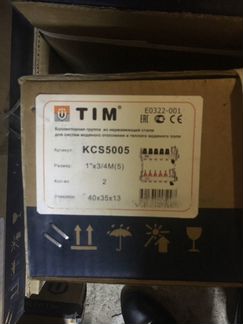 TIM®
E0322-001
Коллекторная группа из нержавеющей стали
для систем водяного отопления и теплого водяного пола
Артикул: KCS5005
Размер: 1"x3/4M(5)
Кол-во: 2
Упаковка: 40x35x13